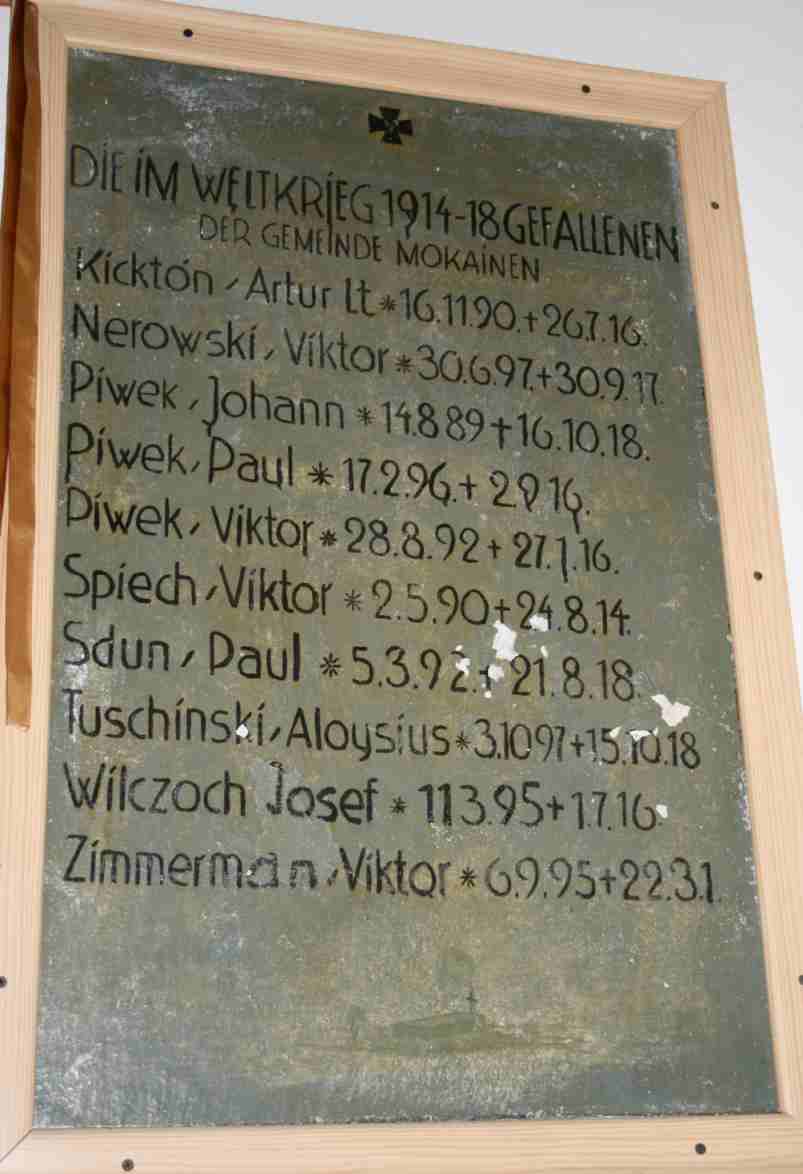 DIE IM WELTKRIEG 1914-18 GEFALLENEN
DER GEMEINDE MOKAINEN
Kickton, Artur Lt * 16.11.90. + 26.7.16.
Nerowski, Viktor * 30.6.97. + 30.9.17.
Piwek, Johann * 14.8 89 + 16.10.18.
Piwek, Paul * 17.2.96. + 2.9 16.
Piwek, Viktor * 28.8.92 + 27.1.16.
Spiech, Viktor * 2.5.90 + 24.8.14.
Sdun, Paul * 5.3.92. + 21.8.18.
Tuschinski, Aloysius * 3.10 97 + 15.10.18
Wilczoch Josef * 11 3.95 + 1.7.16.
Zimmerman, Viktor * 6.9.95 + 22.3.1